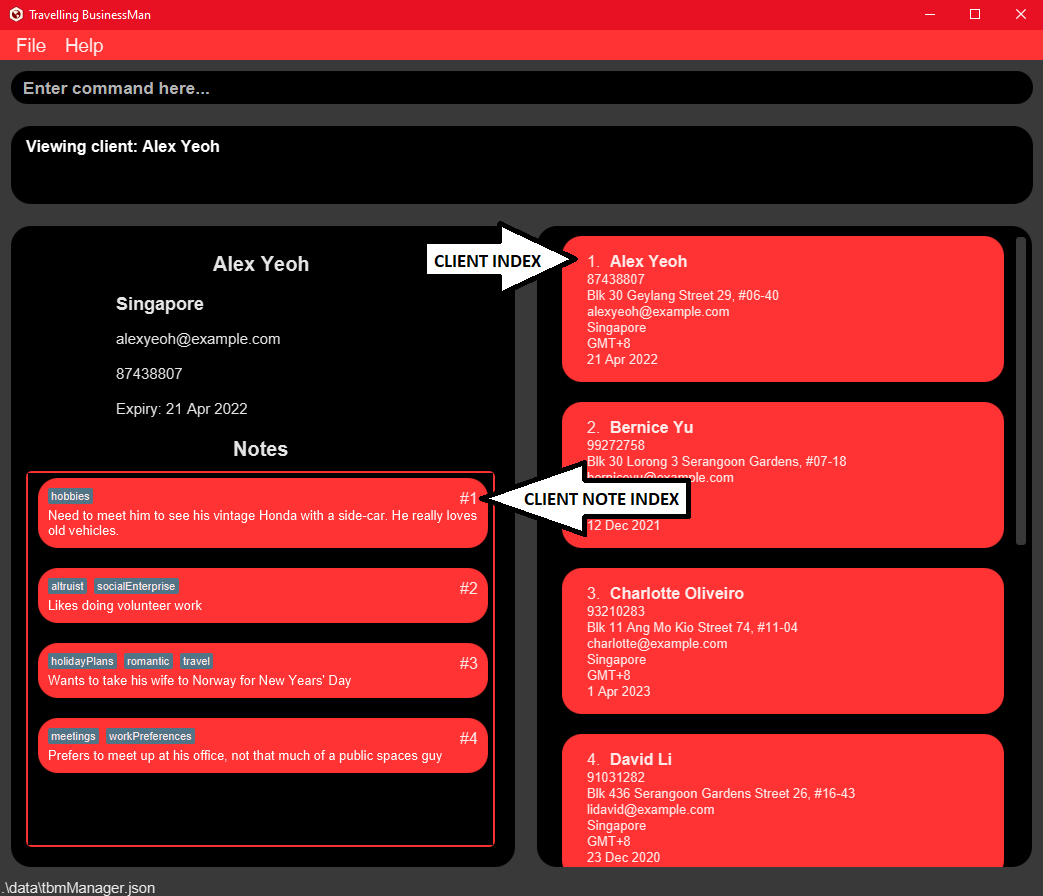 Travelling BusinessMan
File Help
Enter command here...
Viewing client: Alex Yeoh
Alex Yeoh
Singapore
alexyeoh@example.com
87438807
Expiry: 21 Apr 2022
Notes
hobbies
#1
Need to meet him to see his vintage Honda with a side-car. He really loves
old vehicles.
altruist socialEnterprise
#2
Likes doing volunteer work
holidayPlans romantic travel
#3
Wants to take his wife to Norway for New Years' Day
meetings workPreferences
#4
Prefers to meet up at his office, not that much of a public spaces guy
CLIENT INDEX
CLIENT NOTE INDEX
1. Alex Yeoh
87438807
Blk 30 Geylang Street 29, #06-40
alexyeoh@example.com
Singapore
GMT+8
21 Apr 2022
2. Bernice Yu
99272758
Blk 30 Lorong 3 Serangoon Gardens, #07-18
berniceyu@example.com
12 Dec 2021
3. Charlotte Oliveiro
93210283
Blk 11 Ang Mo Kio Street 74, #11-04
charlotte@example.com
Singapore
GMT+8
1 Apr 2023
4. David Li
91031282
Blk 436 Serangoon Gardens Street 26, #16-43
lidavid@example.com
Singapore
GMT+8
23 Dec 2020
.\data\tbmManager.json